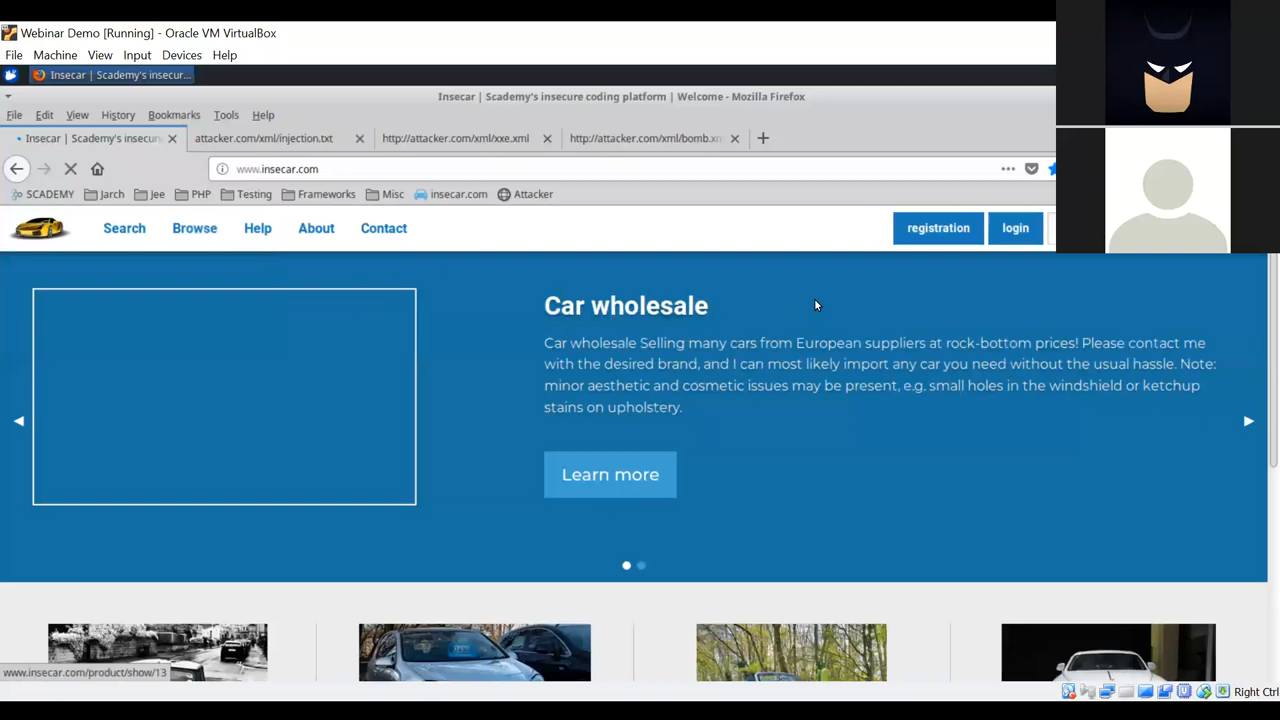 Webinar Demo [Running] - Oracle VM VirtualBox
File Machine View Input Devices Help
Insecar | Scademy's insecur...
Insecar | Scademy's insecure coding platform | Welcome - Mozilla Firefox
File Edit View History Bookmarks Tools Help
Insecar | Scademy's insecure attacker.com/xml/injection.txt http://attacker.com/xml/xxe.xml http://attacker.com/xml/bomb.xm
www.insecar.com
SCADEMY Jarch Jee PHP Testing Frameworks Misc insecar.com Attacker
Search Browse Help About Contact registration login
Car wholesale
Car wholesale Selling many cars from European suppliers at rock-bottom prices! Please contact me
with the desired brand, and I can most likely import any car you need without the usual hassle. Note:
minor aesthetic and cosmetic issues may be present, e.g. small holes in the windshield or ketchup
stains on upholstery.
Learn more
www.insecar.com/product/show/13
Right Ctrl